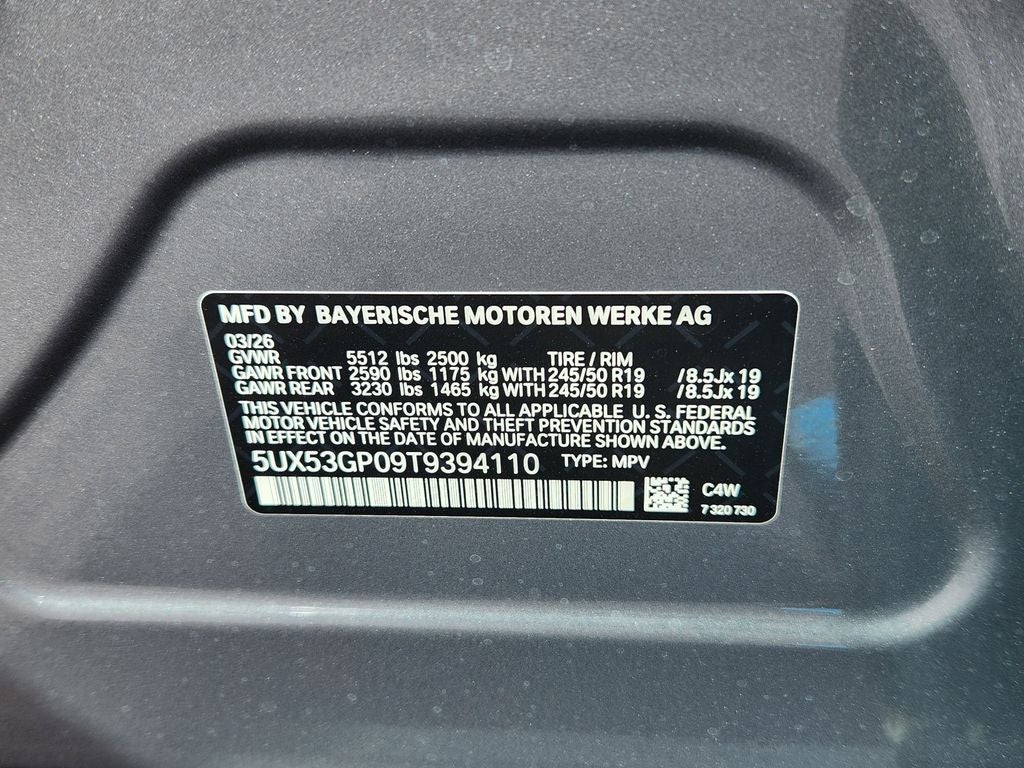 MFD BY BAYERISCHE MOTOREN WERKE AG
03/26
GVWR 5512 lbs 2500 kg TIRE / RIM
GAWR FRONT 2590 lbs 1175 kg WITH 245/50 R19 /8.5Jx 19
GAWR REAR 3230 lbs 1465 kg WITH 245/50 R19 /8.5Jx 19
THIS VEHICLE CONFORMS TO ALL APPLICABLE U. S. FEDERAL
MOTOR VEHICLE SAFETY AND THEFT PREVENTION STANDARDS
IN EFFECT ON THE DATE OF MANUFACTURE SHOWN ABOVE.
5UX53GP09T9394110 TYPE: MPV
C4W
7 320 730